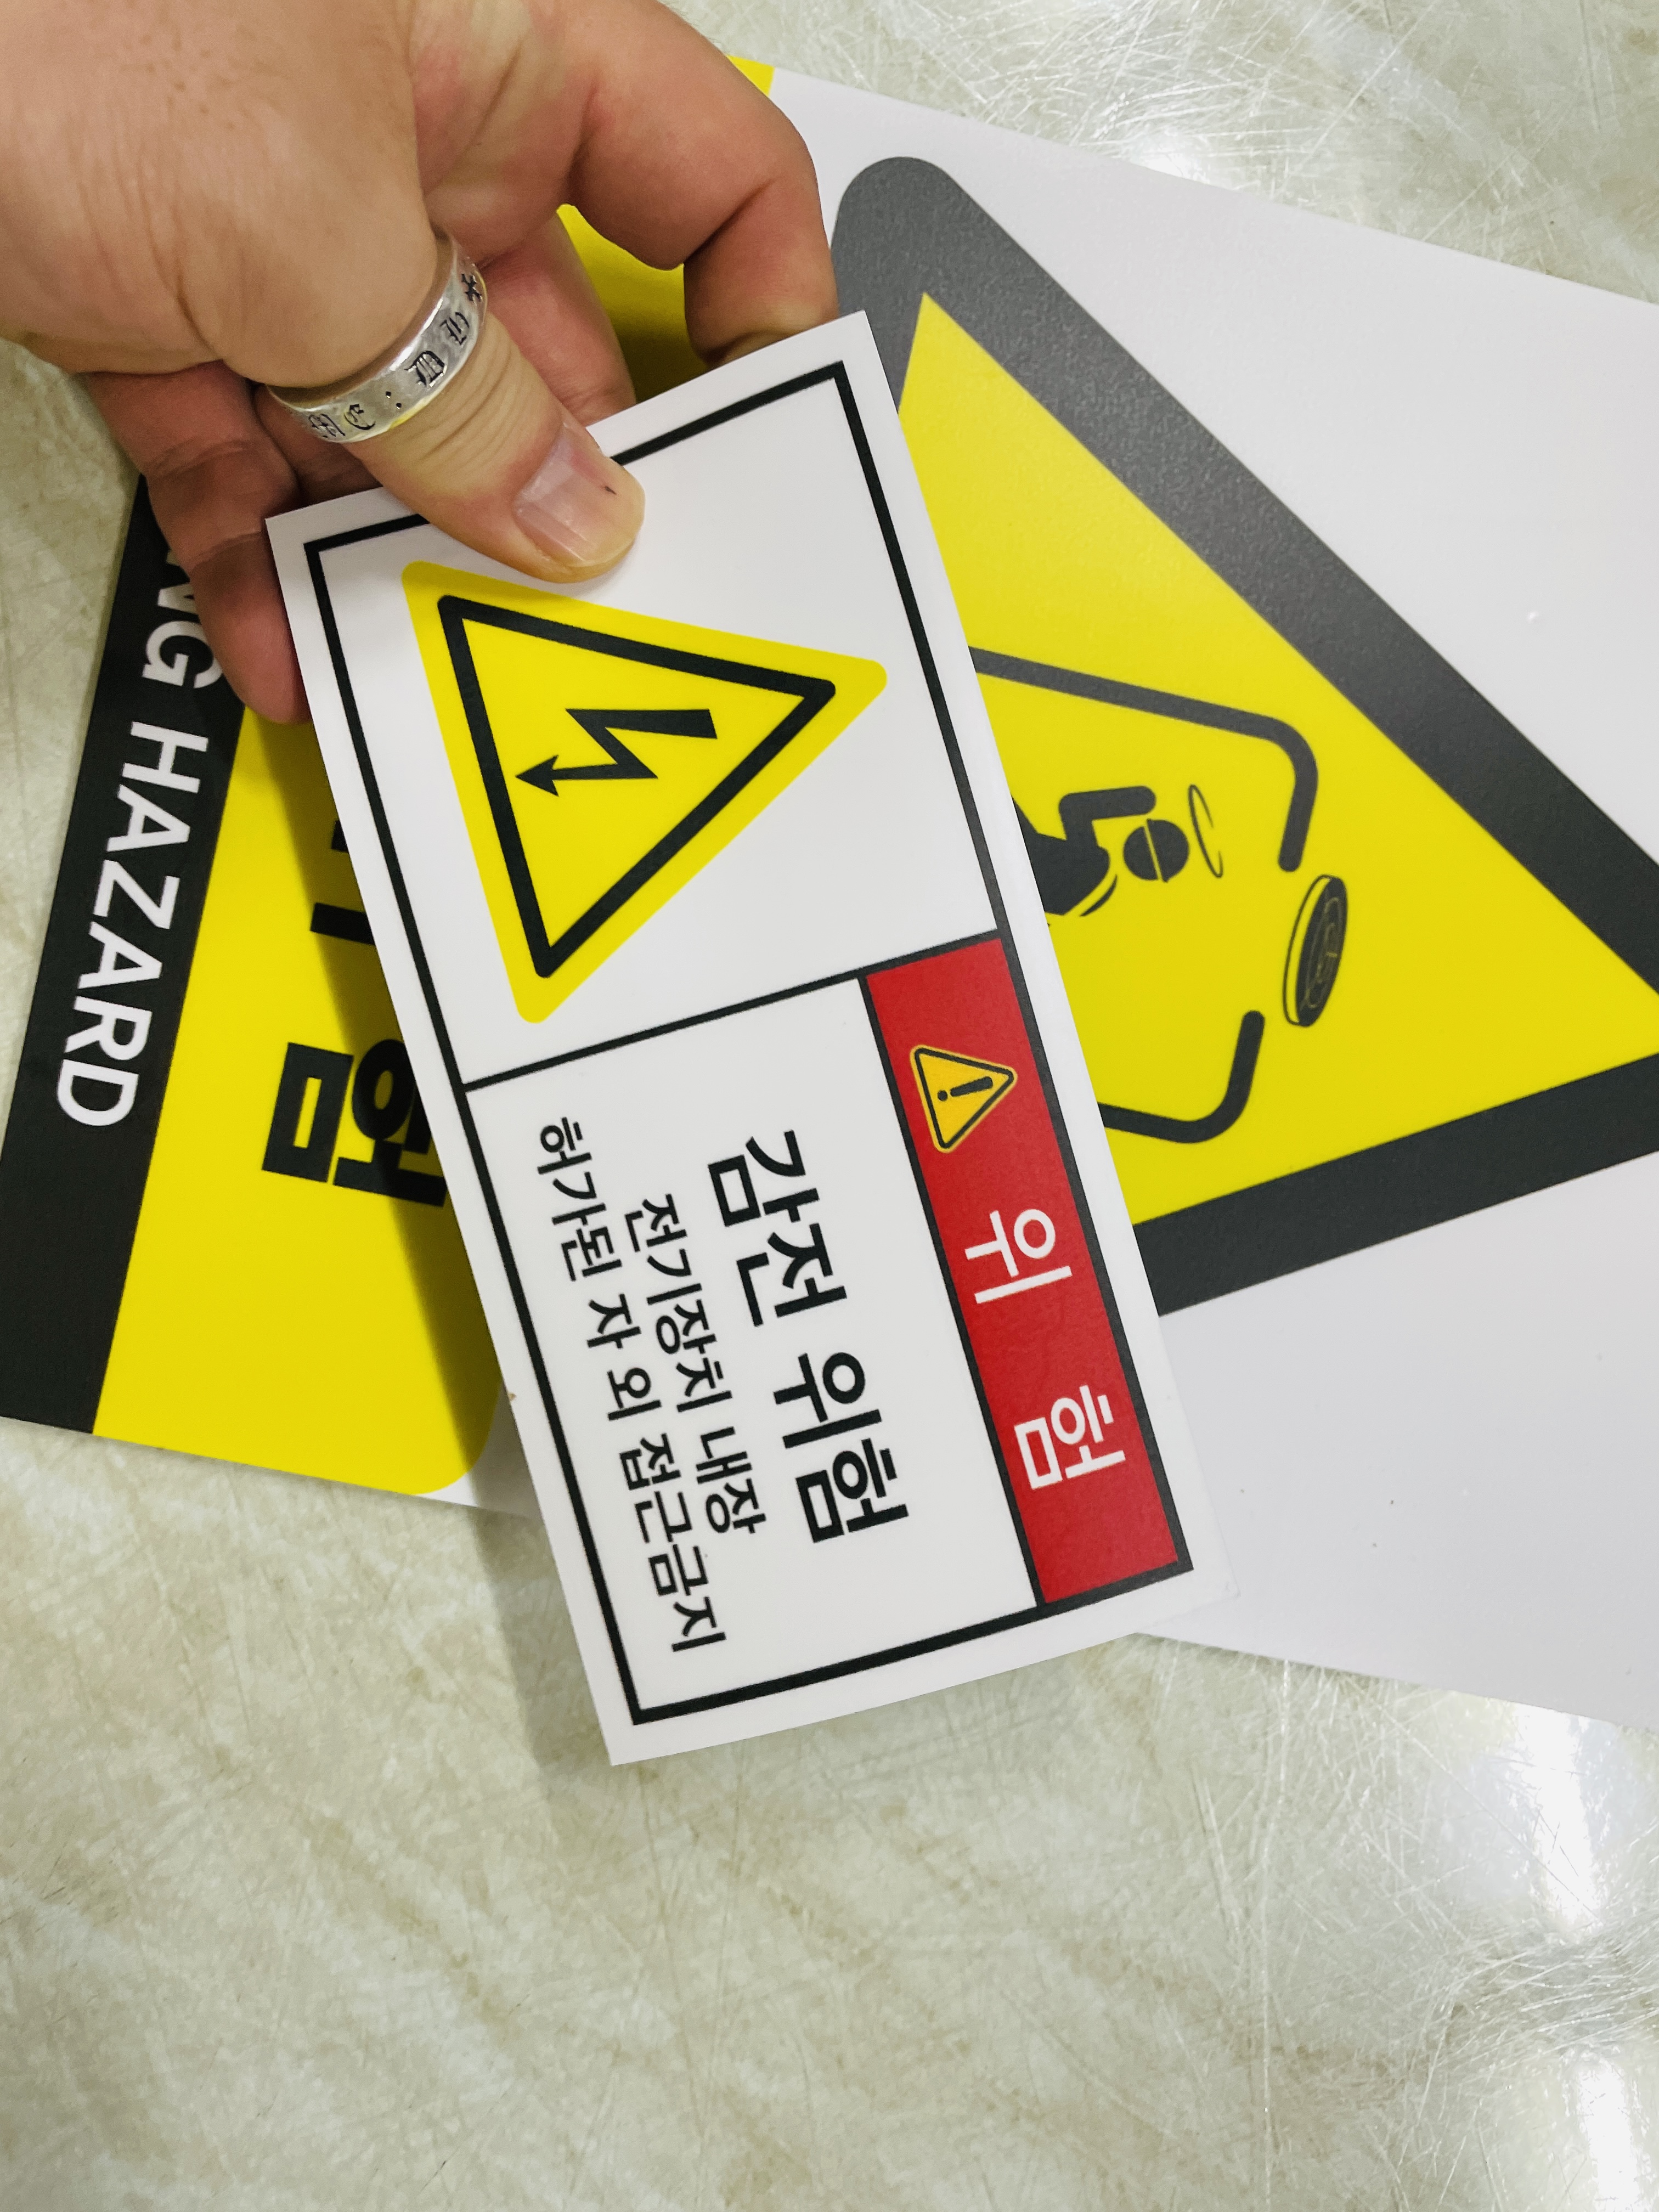 위 험
감전 위험
전기장치 내장
허가된 자 외 접근금지
험
HAZARD